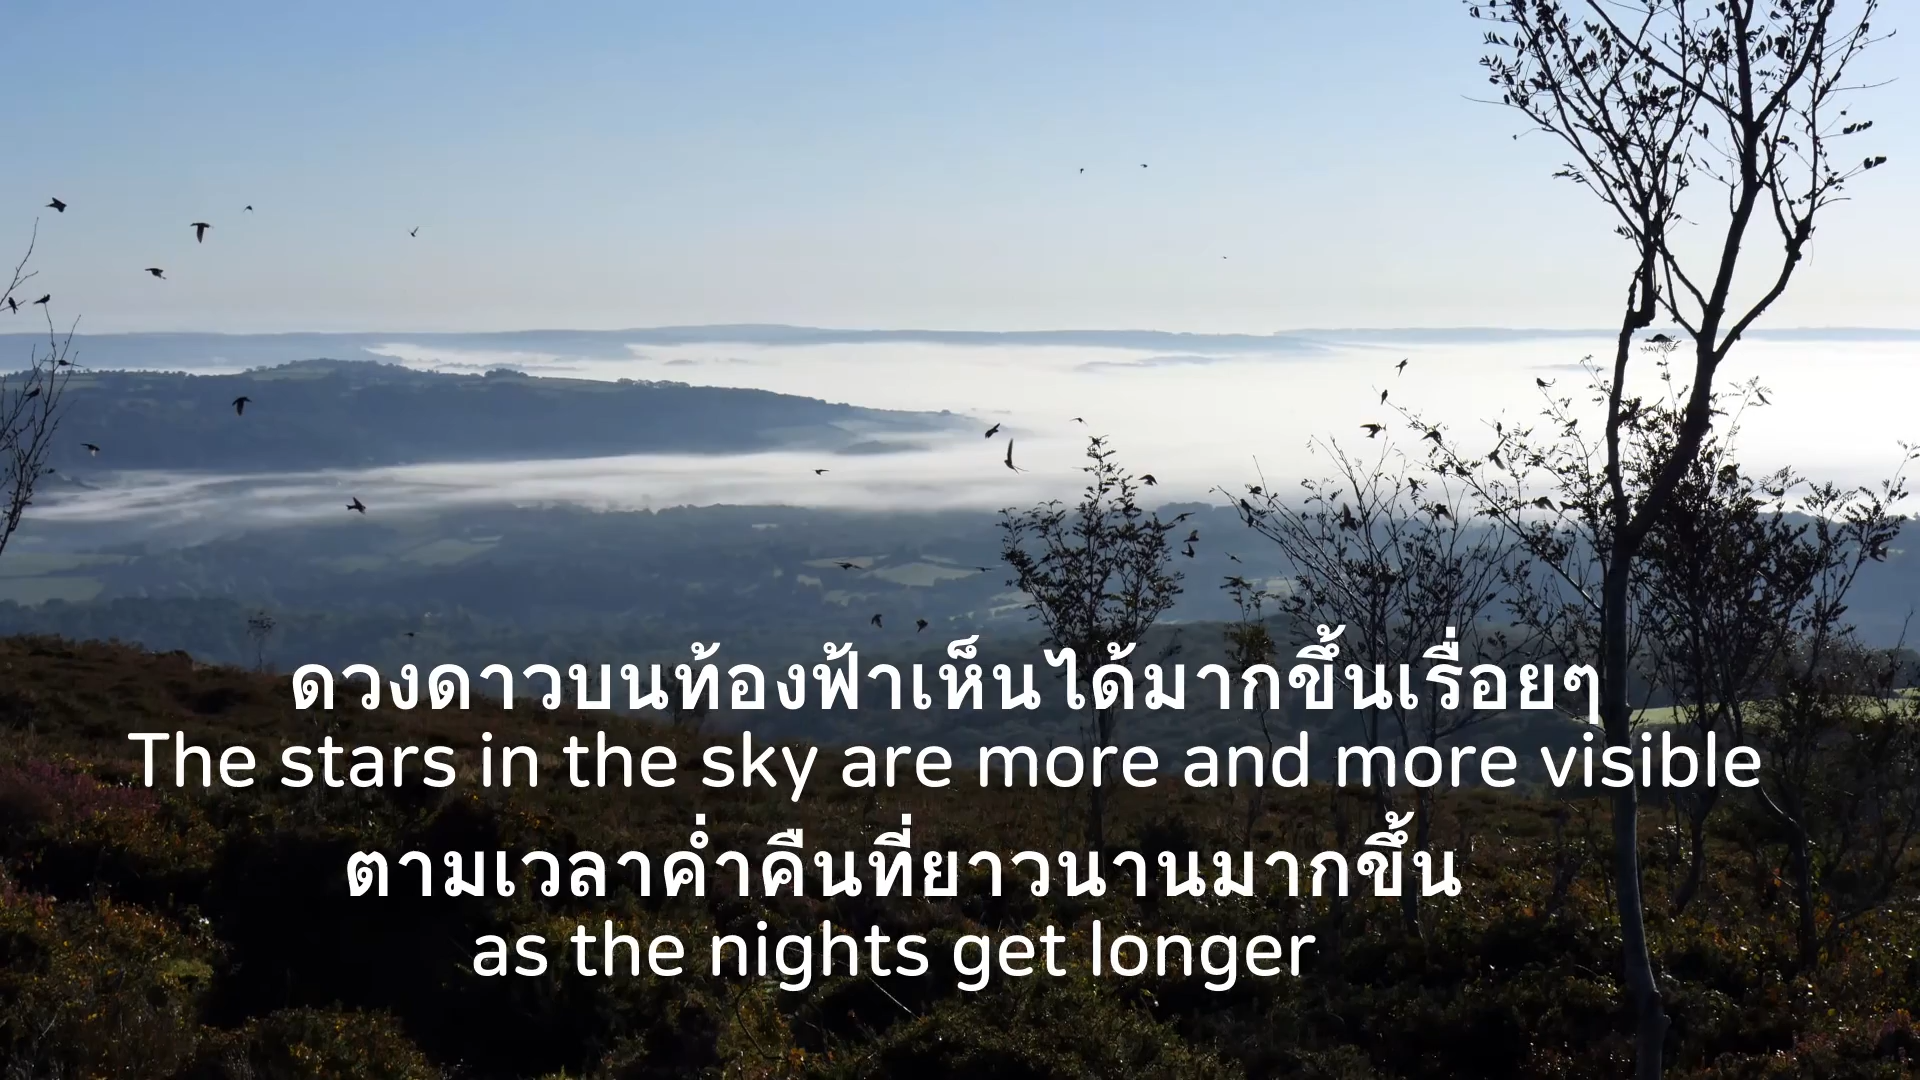 ดวงดาวบนท้องฟ้าเห็นได้มากขึ้นเรื่อยๆ
The stars in the sky are more and more visible
ตามเวลาค่ำคืนที่ยาวนานมากขึ้น
as the nights get longer